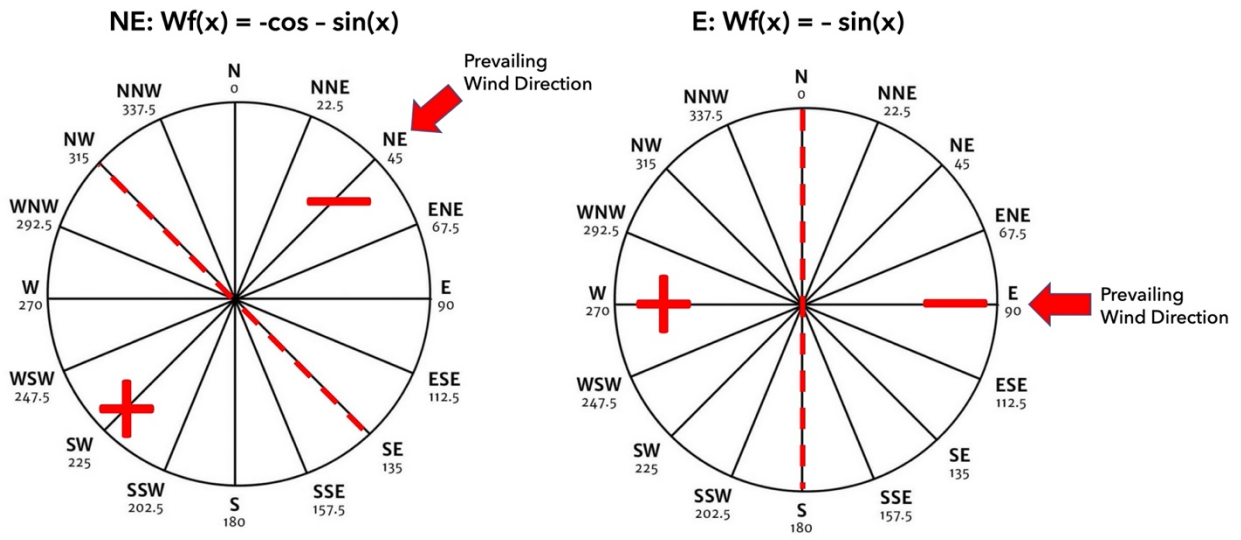 NE: Wf(x) = -cos – sin(x)
Prevailing
Wind Direction
N
0
NNE
22.5
NE
45
ENE
67.5
E
90
ESE
112.5
SE
135
SSE
157.5
S
180
SSW
202.5
SW
225
WSW
247.5
W
270
WNW
292.5
NW
315
NNW
337.5
E: Wf(x) = – sin(x)
N
0
NNE
22.5
NE
45
ENE
67.5
E
90
Prevailing
Wind Direction
ESE
112.5
SE
135
SSE
157.5
S
180
SSW
202.5
SW
225
WSW
247.5
W
270
WNW
292.5
NW
315
NNW
337.5